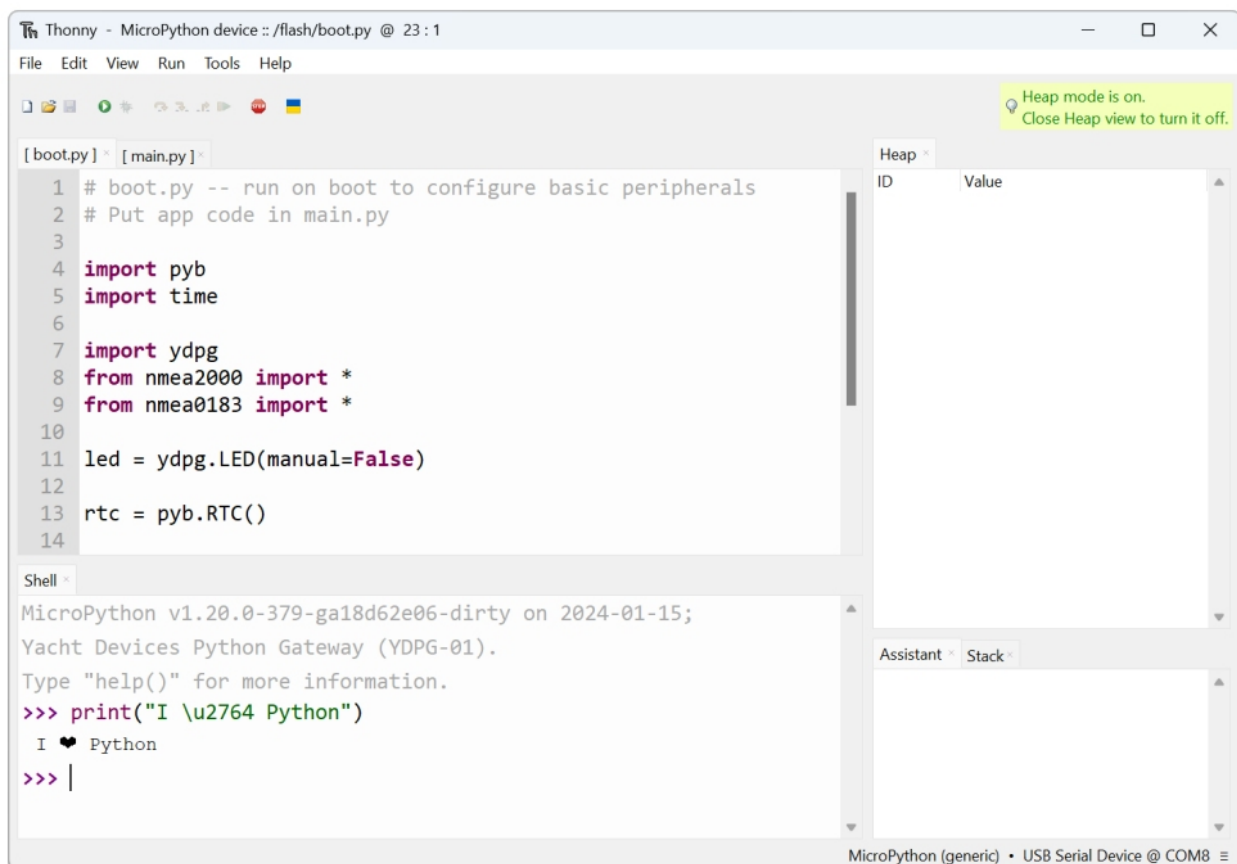 Thonny - MicroPython device :: /flash/boot.py @ 23 : 1
File Edit View Run Tools Help
Heap mode is on.
Close Heap view to turn it off.
[ boot.py ] × [ main.py ] ×
1 # boot.py -- run on boot to configure basic peripherals
2 # Put app code in main.py
3
4 import pyb
5 import time
6
7 import ydpg
8 from nmea2000 import *
9 from nmea0183 import *
10
11 led = ydpg.LED(manual=False)
12
13 rtc = pyb.RTC()
14
Shell ×
MicroPython v1.20.0-379-ga18d62e06-dirty on 2024-01-15;
Yacht Devices Python Gateway (YDPG-01).
Type "help()" for more information.
>>> print("I \u2764 Python")
I ❤ Python
>>>
Heap ×
ID Value
Assistant × Stack ×
MicroPython (generic) • USB Serial Device @ COM8 ≡